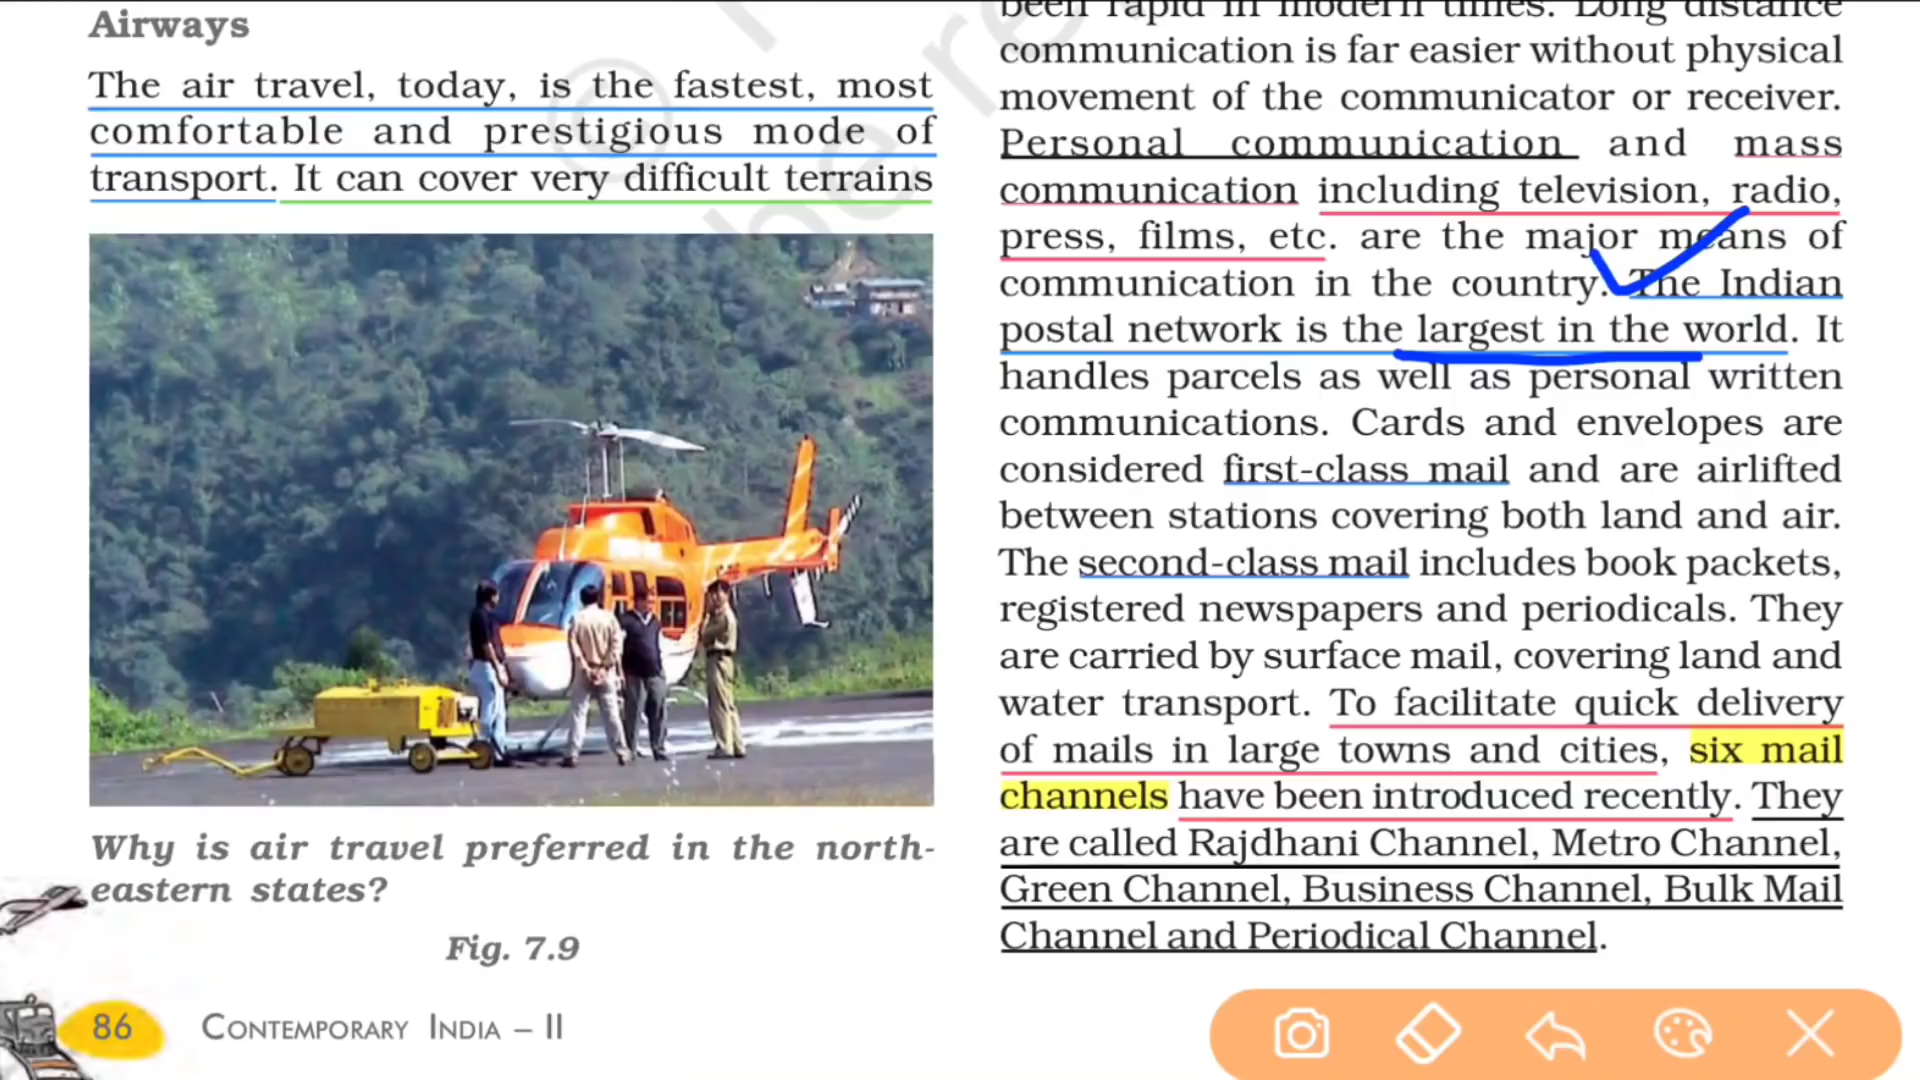 Airways
The air travel, today, is the fastest, most
comfortable and prestigious mode of
transport. It can cover very difficult terrains
Why is air travel preferred in the north-
eastern states?
Fig. 7.9
86 CONTEMPORARY INDIA – II
been rapid in modern times. Long distance
communication is far easier without physical
movement of the communicator or receiver.
Personal communication and mass
communication including television, radio,
press, films, etc. are the major means of
communication in the country. The Indian
postal network is the largest in the world. It
handles parcels as well as personal written
communications. Cards and envelopes are
considered first-class mail and are airlifted
between stations covering both land and air.
The second-class mail includes book packets,
registered newspapers and periodicals. They
are carried by surface mail, covering land and
water transport. To facilitate quick delivery
of mails in large towns and cities, six mail
channels have been introduced recently. They
are called Rajdhani Channel, Metro Channel,
Green Channel, Business Channel, Bulk Mail
Channel and Periodical Channel.